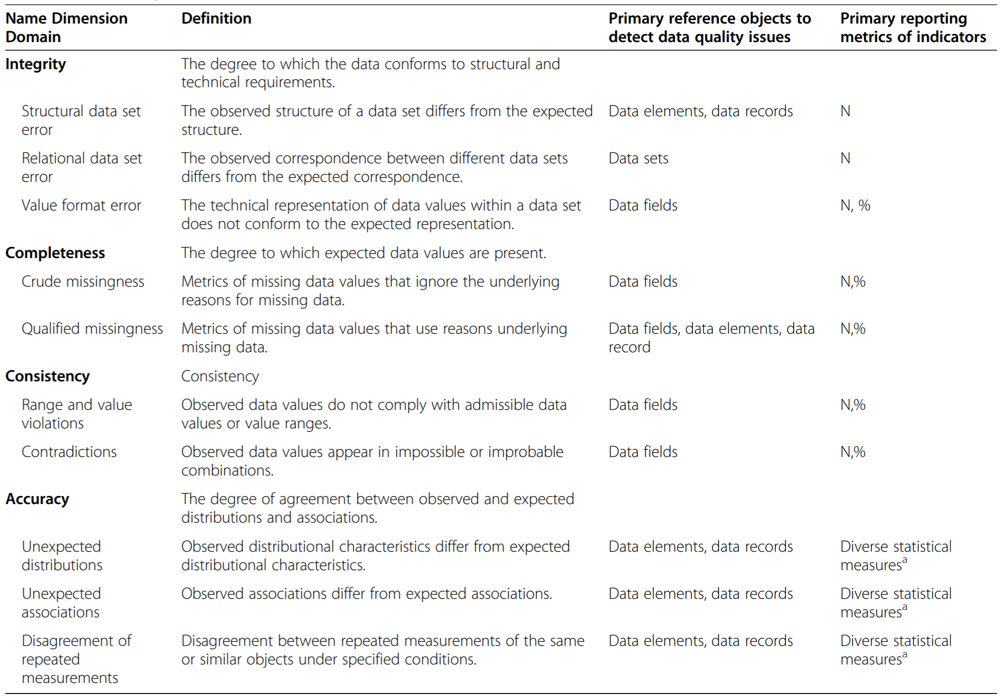 Name Dimension Domain	Definition	Primary reference objects to detect data quality issues	Primary reporting metrics of indicators
Integrity	The degree to which the data conforms to structural and technical requirements.
Structural data set error	The observed structure of a data set differs from the expected structure.	Data elements, data records	N
Relational data set error	The observed correspondence between different data sets differs from the expected correspondence.	Data sets	N
Value format error	The technical representation of data values within a data set does not conform to the expected representation.	Data fields	N, %
Completeness	The degree to which expected data values are present.
Crude missingness	Metrics of missing data values that ignore the underlying reasons for missing data.	Data fields	N,%
Qualified missingness	Metrics of missing data values that use reasons underlying missing data.	Data fields, data elements, data record	N,%
Consistency	Consistency
Range and value violations	Observed data values do not comply with admissible data values or value ranges.	Data fields	N,%
Contradictions	Observed data values appear in impossible or improbable combinations.	Data fields	N,%
Accuracy	The degree of agreement between observed and expected distributions and associations.
Unexpected distributions	Observed distributional characteristics differ from expected distributional characteristics.	Data elements, data records	Diverse statistical measuresᵃ
Unexpected associations	Observed associations differ from expected associations.	Data elements, data records	Diverse statistical measuresᵃ
Disagreement of repeated measurements	Disagreement between repeated measurements of the same or similar objects under specified conditions.	Data elements, data records	Diverse statistical measuresᵃ